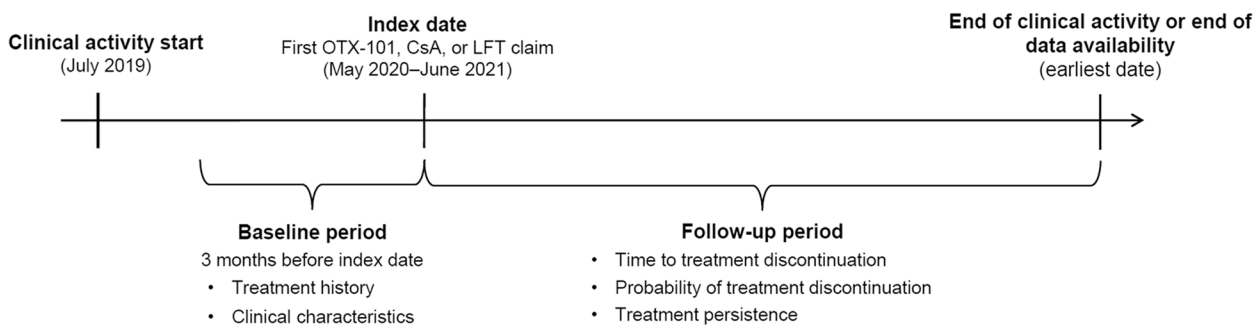 Clinical activity start
(July 2019)
Index date
First OTX-101, CsA, or LFT claim
(May 2020–June 2021)
End of clinical activity or end of
data availability
(earliest date)
Baseline period
3 months before index date
• Treatment history
• Clinical characteristics
Follow-up period
• Time to treatment discontinuation
• Probability of treatment discontinuation
• Treatment persistence